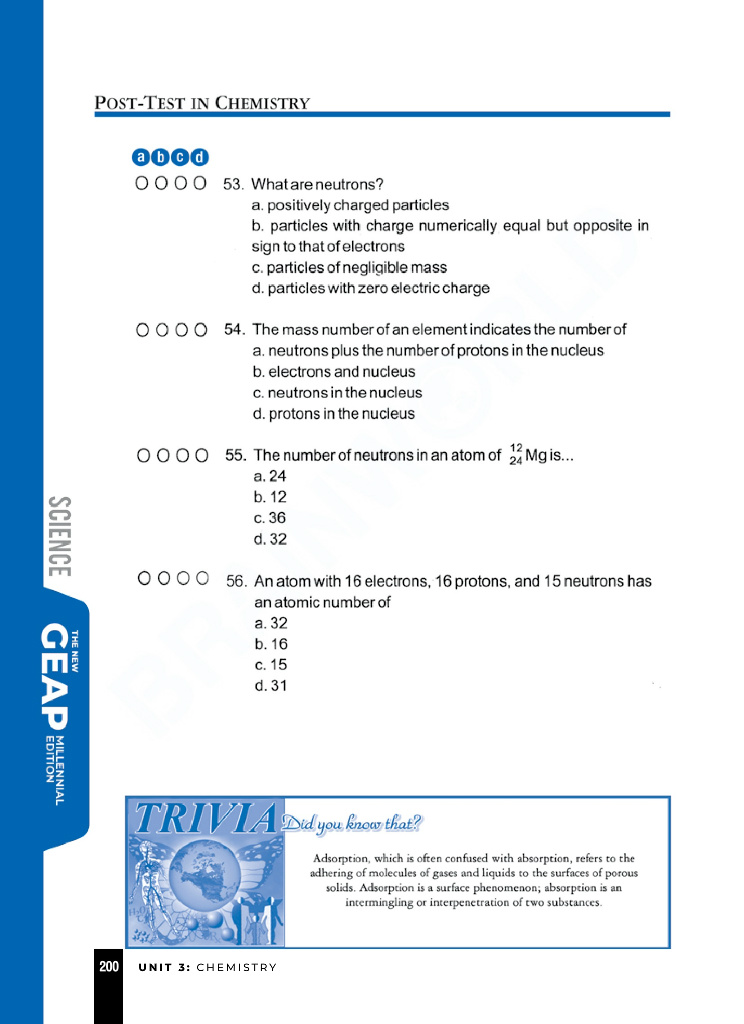 POST-TEST IN CHEMISTRY
a b c d
53. What are neutrons?
a. positively charged particles
b. particles with charge numerically equal but opposite in
sign to that of electrons
c. particles of negligible mass
d. particles with zero electric charge
54. The mass number of an element indicates the number of
a. neutrons plus the number of protons in the nucleus
b. electrons and nucleus
c. neutrons in the nucleus
d. protons in the nucleus
55. The number of neutrons in an atom of ¹²₂₄ Mg is...
a. 24
b. 12
c. 36
d. 32
56. An atom with 16 electrons, 16 protons, and 15 neutrons has
an atomic number of
a. 32
b. 16
c. 15
d. 31
SCIENCE
THE NEW
GEAP
MILLENNIAL
EDITION
TRIVIA
Did you know that?
Adsorption, which is often confused with absorption, refers to the
adhering of molecules of gases and liquids to the surfaces of porous
solids. Adsorption is a surface phenomenon; absorption is an
intermingling or interpenetration of two substances.
200 UNIT 3: CHEMISTRY